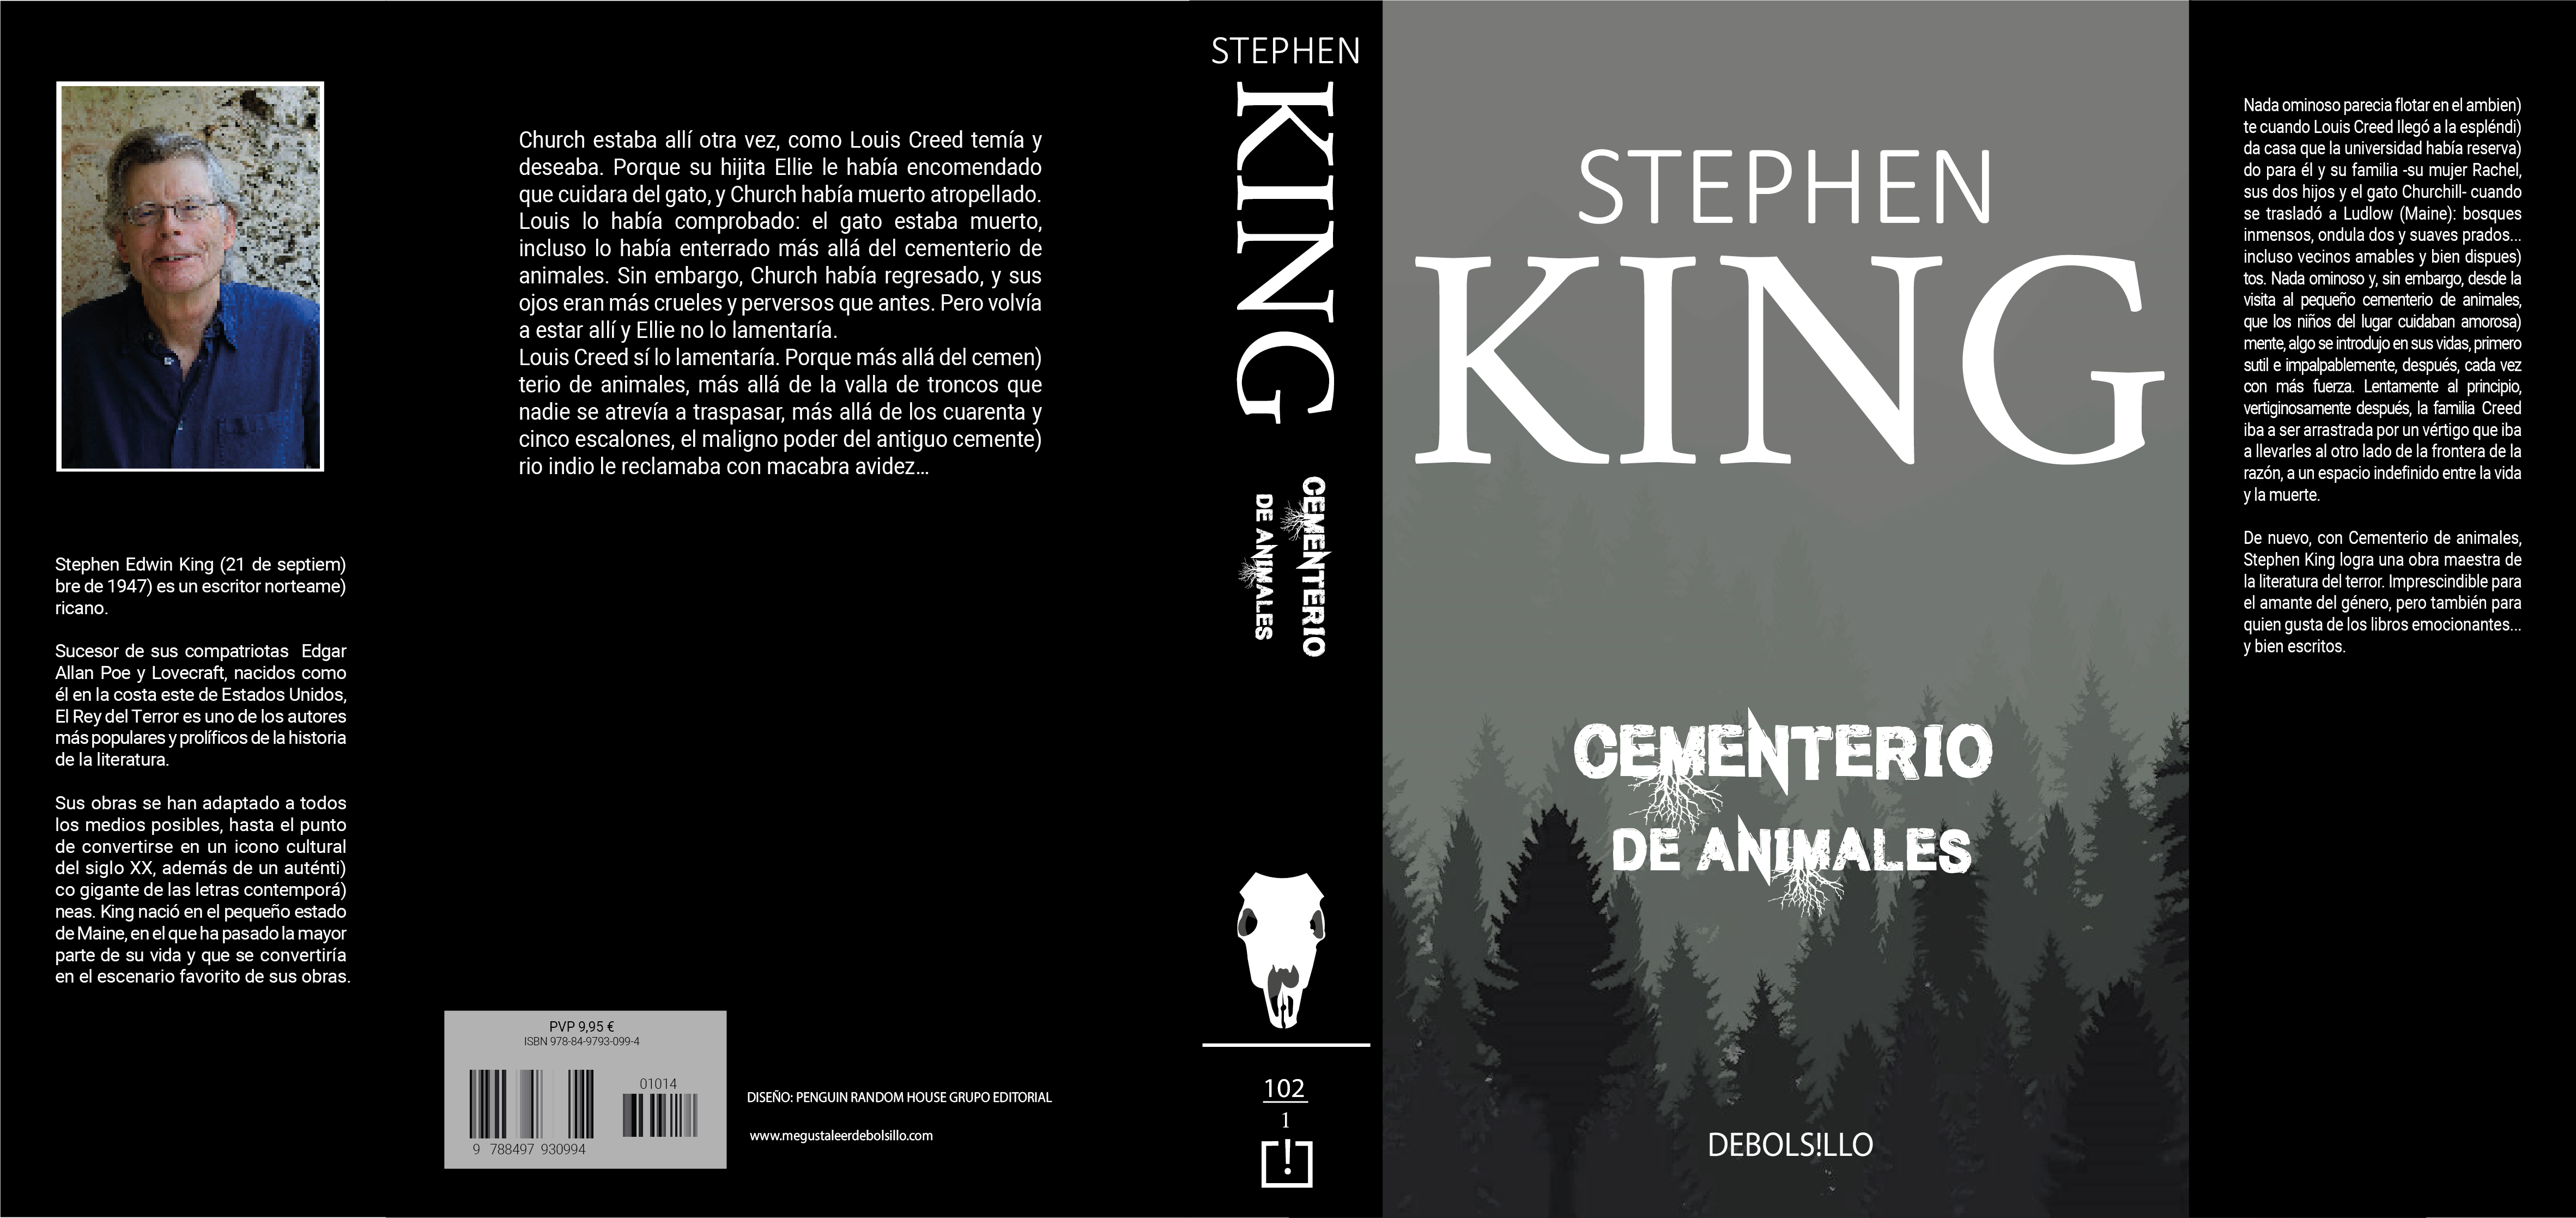 Stephen Edwin King (21 de septiem)
bre de 1947) es un escritor norteame)
ricano.
Sucesor de sus compatriotas Edgar
Allan Poe y Lovecraft, nacidos como
él en la costa este de Estados Unidos,
El Rey del Terror es uno de los autores
más populares y prolíficos de la historia
de la literatura.
Sus obras se han adaptado a todos
los medios posibles, hasta el punto
de convertirse en un icono cultural
del siglo XX, además de un auténti)
co gigante de las letras contemporá)
neas. King nació en el pequeño estado
de Maine, en el que ha pasado la mayor
parte de su vida y que se convertiría
en el escenario favorito de sus obras.
Church estaba allí otra vez, como Louis Creed temía y
deseaba. Porque su hijita Ellie le había encomendado
que cuidara del gato, y Church había muerto atropellado.
Louis lo había comprobado: el gato estaba muerto,
incluso lo había enterrado más allá del cementerio de
animales. Sin embargo, Church había regresado, y sus
ojos eran más crueles y perversos que antes. Pero volvía
a estar allí y Ellie no lo lamentaría.
Louis Creed sí lo lamentaría. Porque más allá del cemen)
terio de animales, más allá de la valla de troncos que
nadie se atrevía a traspasar, más allá de los cuarenta y
cinco escalones, el maligno poder del antiguo cemente)
rio indio le reclamaba con macabra avidez...
PVP 9,95 €
ISBN 978-84-9793-099-4
01014
9 788497 930994
DISEÑO: PENGUIN RANDOM HOUSE GRUPO EDITORIAL
www.megustaleerdebolsillo.com
STEPHEN
KING
CEMENTERIO
DE ANIMALES
102
1
[!]
STEPHEN
KING
CEMENTERIO
DE ANIMALES
DEBOLS!LLO
Nada ominoso parecia flotar en el ambien)
te cuando Louis Creed llegó a la espléndi)
da casa que la universidad había reserva)
do para él y su familia -su mujer Rachel,
sus dos hijos y el gato Churchill- cuando
se trasladó a Ludlow (Maine): bosques
inmensos, ondula dos y suaves prados...
incluso vecinos amables y bien dispues)
tos. Nada ominoso y, sin embargo, desde la
visita al pequeño cementerio de animales,
que los niños del lugar cuidaban amorosa)
mente, algo se introdujo en sus vidas, primero
sutil e impalpablemente, después, cada vez
con más fuerza. Lentamente al principio,
vertiginosamente después, la familia Creed
iba a ser arrastrada por un vértigo que iba
a llevarles al otro lado de la frontera de la
razón, a un espacio indefinido entre la vida
y la muerte.
De nuevo, con Cementerio de animales,
Stephen King logra una obra maestra de
la literatura del terror. Imprescindible para
el amante del género, pero también para
quien gusta de los libros emocionantes...
y bien escritos.